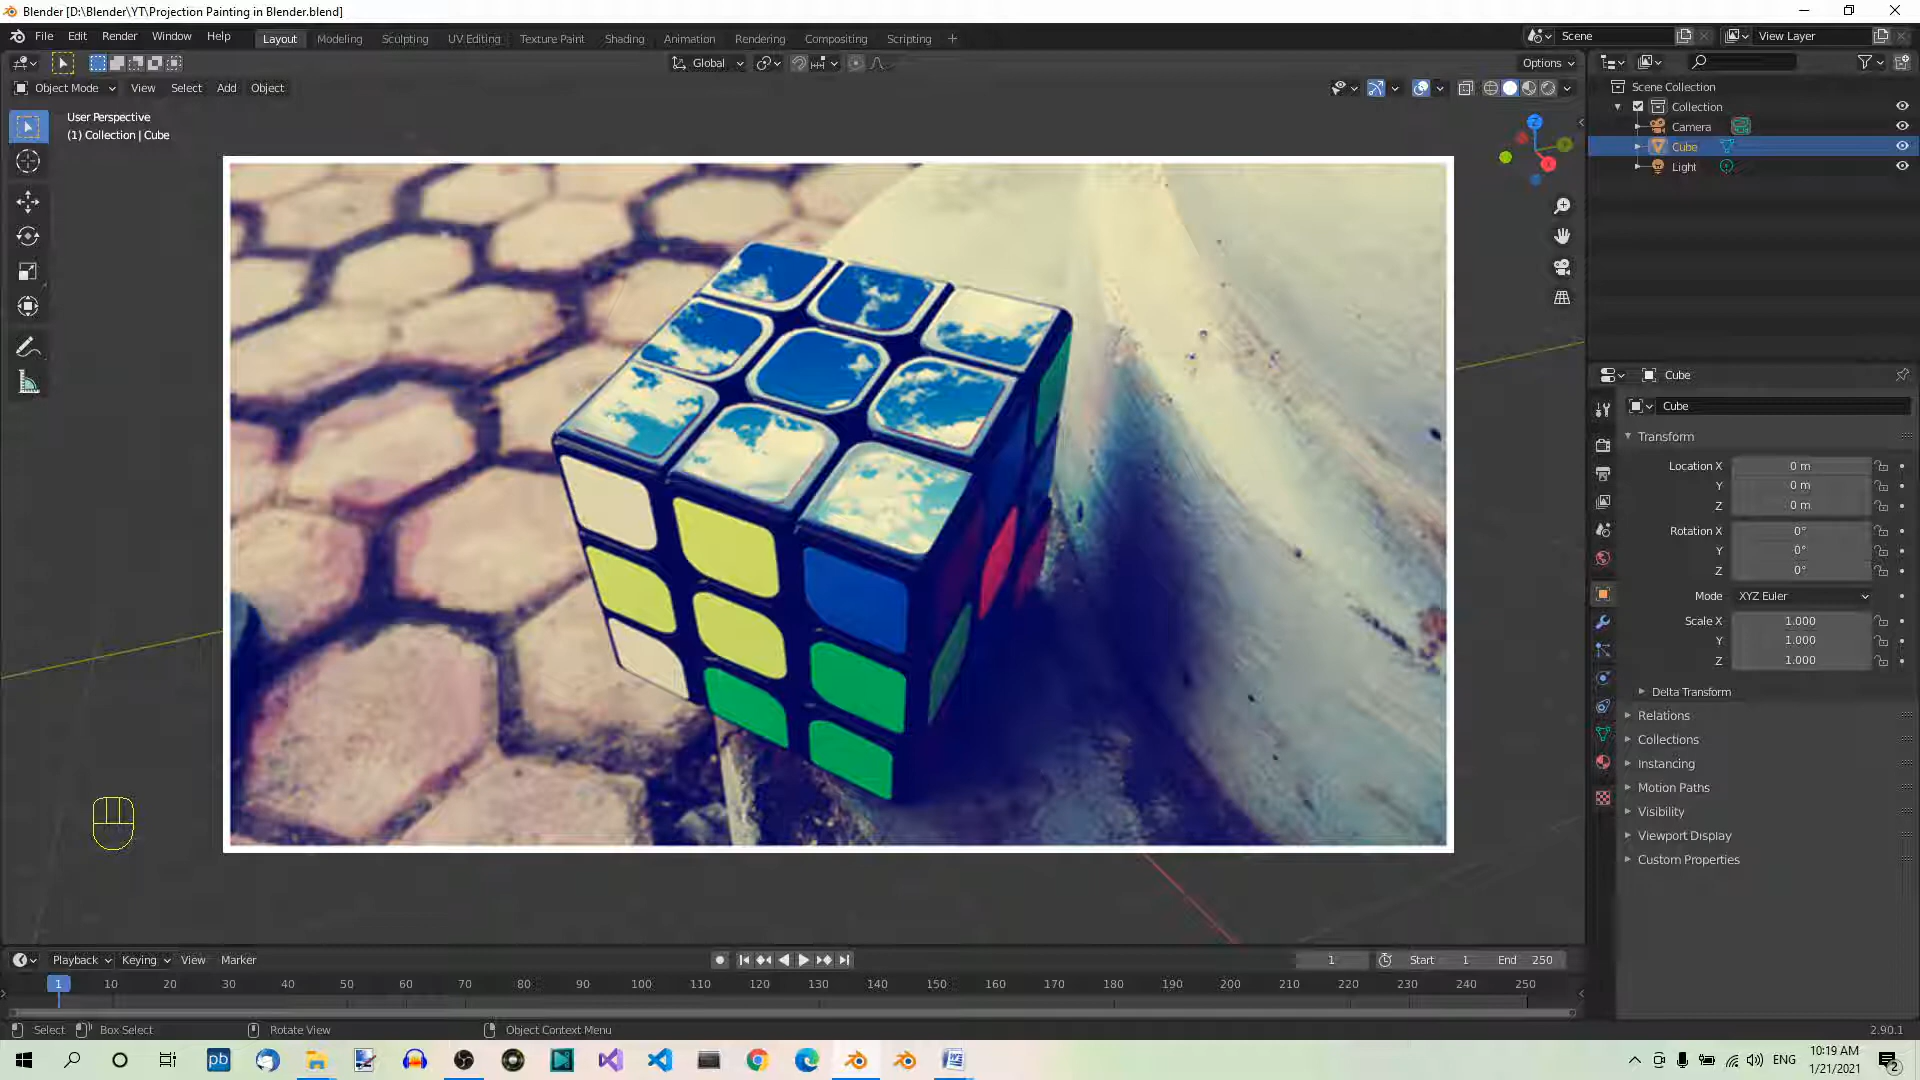 Blender [D:\Blender\YT\Projection Painting in Blender.blend]
File Edit Render Window Help Layout Modeling Sculpting UV Editing Texture Paint Shading Animation Rendering Compositing Scripting + Scene View Layer
Global Options
Object Mode View Select Add Object
User Perspective
(1) Collection | Cube
Z
X
Y
Scene Collection
Collection
Camera
Cube
Light
Cube
Cube
Transform
Location X 0 m
Y 0 m
Z 0 m
Rotation X 0°
Y 0°
Z 0°
Mode XYZ Euler
Scale X 1.000
Y 1.000
Z 1.000
Delta Transform
Relations
Collections
Instancing
Motion Paths
Visibility
Viewport Display
Custom Properties
Playback Keying View Marker 1 Start 1 End 250
1 10 20 30 40 50 60 70 80 90 100 110 120 130 140 150 160 170 180 190 200 210 220 230 240 250
Select Box Select Rotate View Object Context Menu 2.90.1
pb ENG 10:19 AM
1/21/2021
2